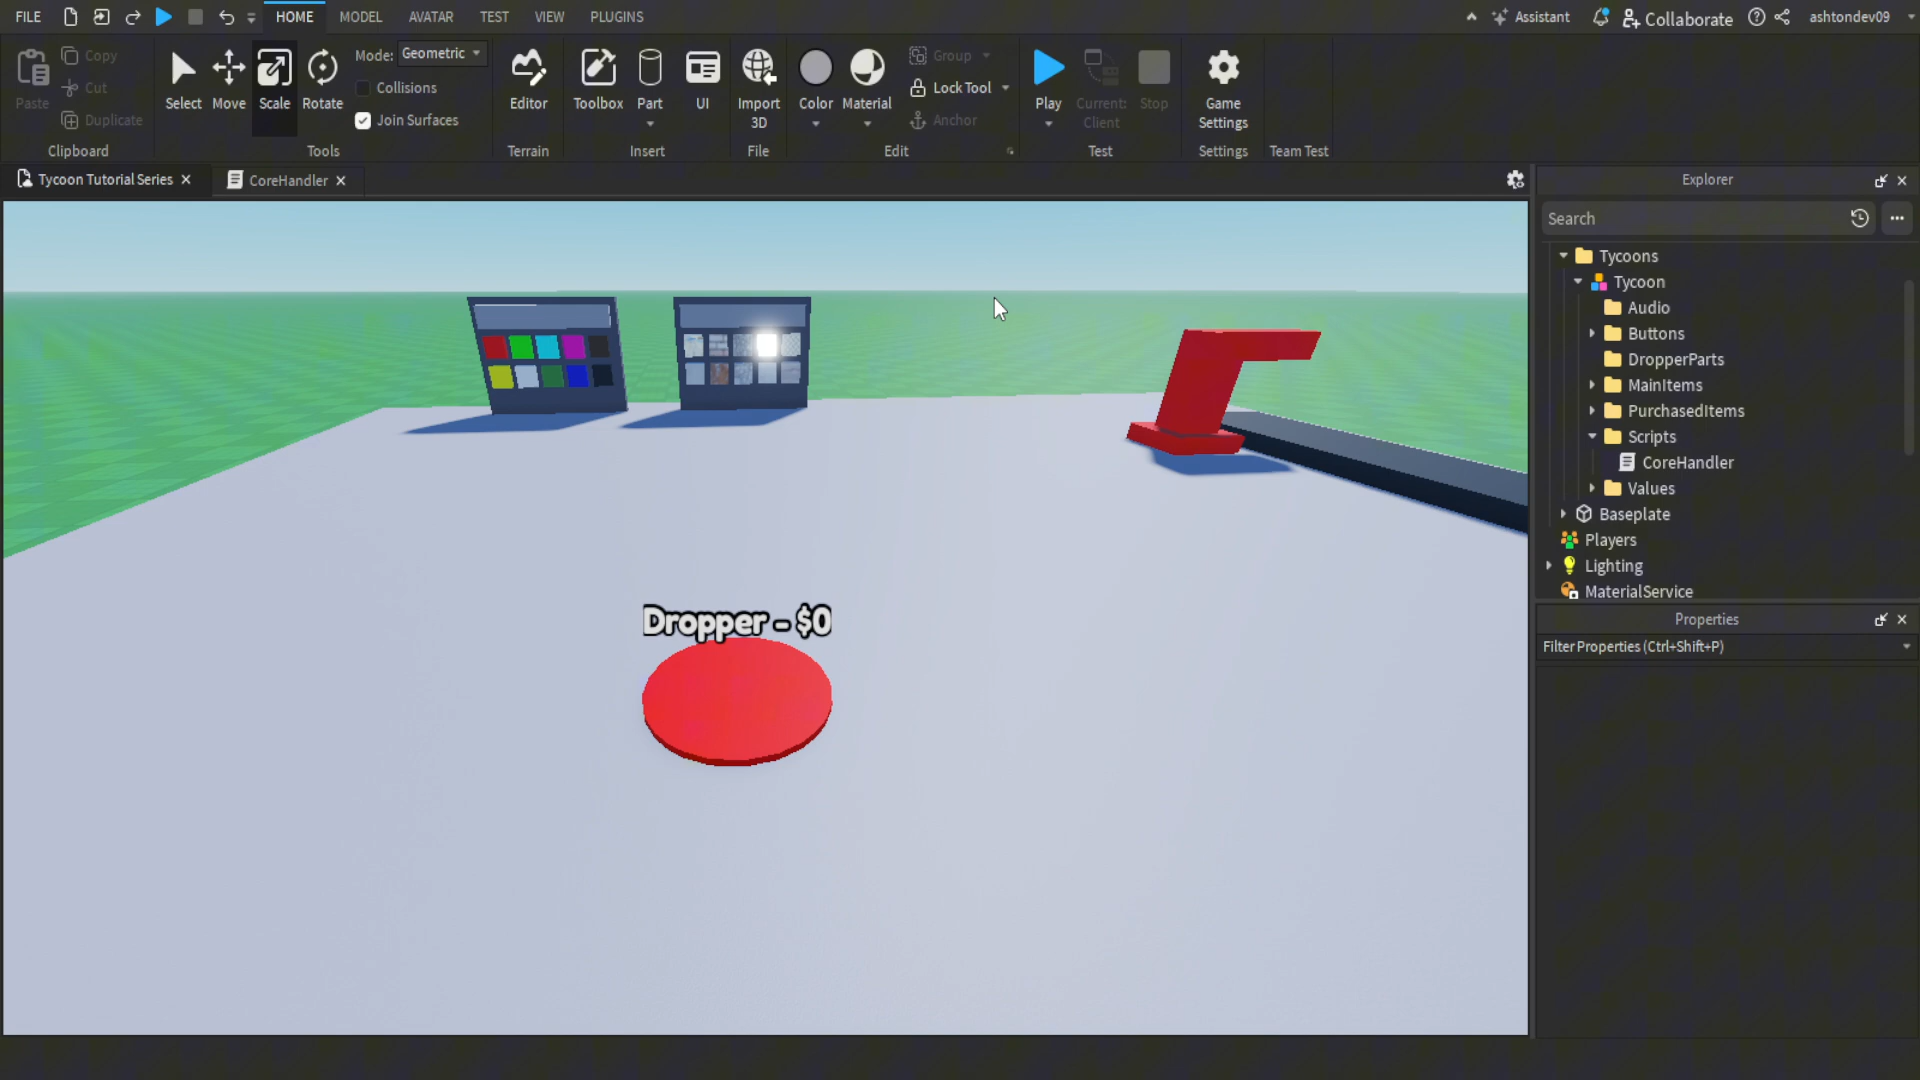 FILE HOME MODEL AVATAR TEST VIEW PLUGINS Assistant Collaborate ashtondev09
Paste Copy Cut Duplicate
Clipboard
Select Move Scale Rotate Mode: Geometric Collisions Join Surfaces
Tools
Editor
Terrain
Toolbox Part UI
Insert
Import 3D
File
Color Material Group Lock Tool Anchor
Edit
Play Current: Client Stop
Test
Game Settings
Settings
Team Test
Tycoon Tutorial Series CoreHandler
Dropper - $0
Explorer
Search
Tycoons
Tycoon
Audio
Buttons
DropperParts
MainItems
PurchasedItems
Scripts
CoreHandler
Values
Baseplate
Players
Lighting
MaterialService
Properties
Filter Properties (Ctrl+Shift+P)